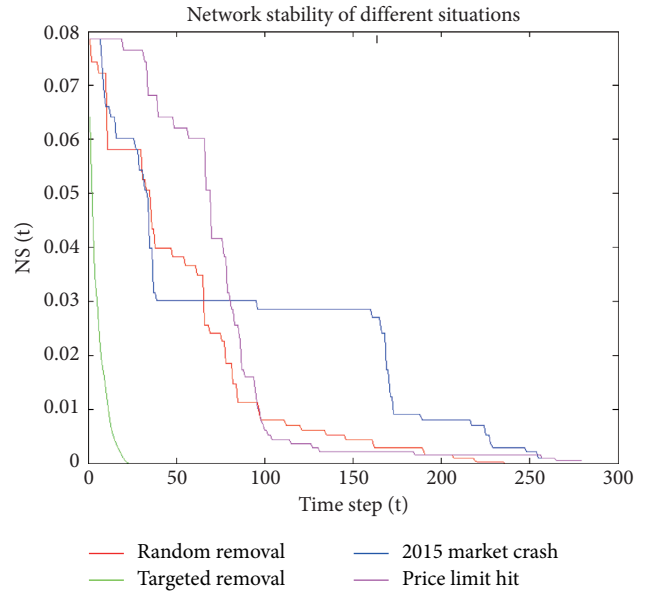 Network stability of different situations
0.08
0.07
0.06
0.05
0.04
0.03
0.02
0.01
0
NS (t)
0 50 100 150 200 250 300
Time step (t)
Random removal
Targeted removal
2015 market crash
Price limit hit